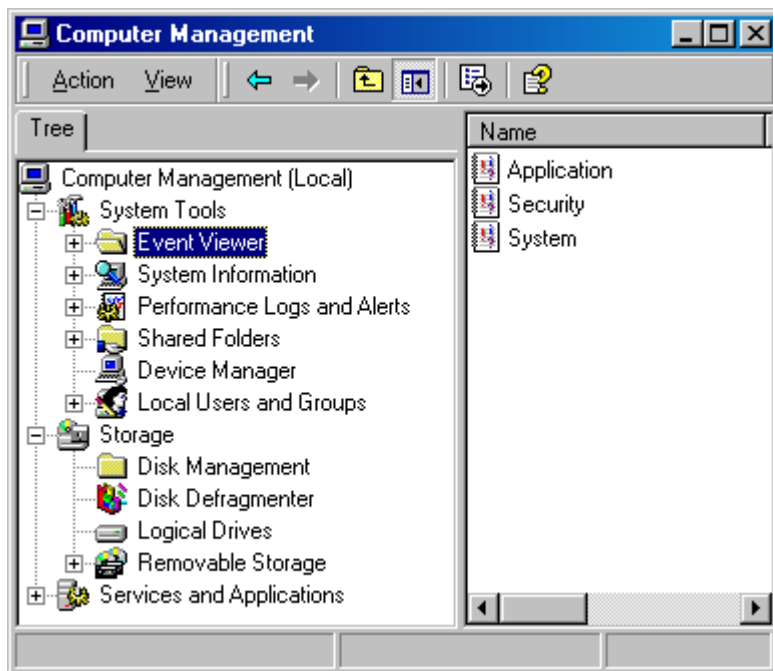 Computer Management
Action View
Tree
Name
Computer Management (Local)
System Tools
Event Viewer
System Information
Performance Logs and Alerts
Shared Folders
Device Manager
Local Users and Groups
Storage
Disk Management
Disk Defragmenter
Logical Drives
Removable Storage
Services and Applications
Application
Security
System